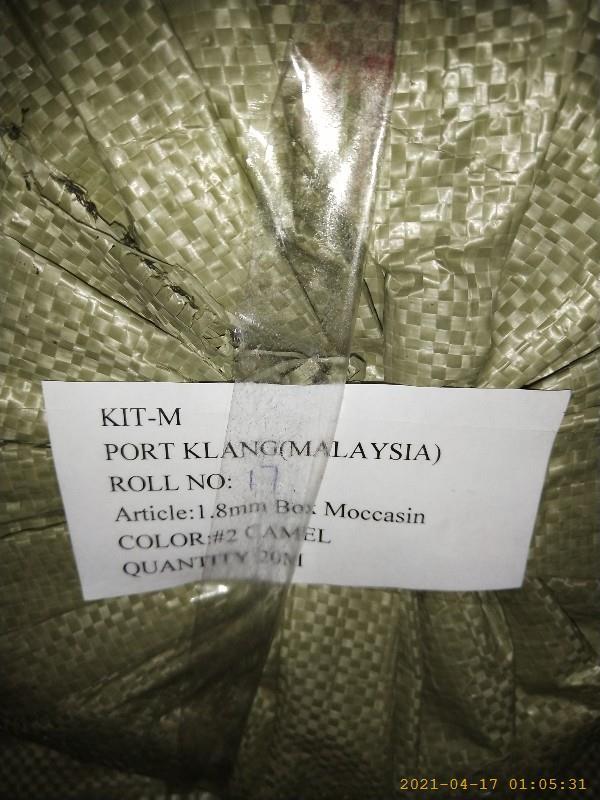 KIT-M
PORT KLANG(MALAYSIA)
ROLL NO: 17
Article:1.8mm Box Moccasin
COLOR:#2 CAMEL
QUANTITY 20M
2021-04-17 01:05:31